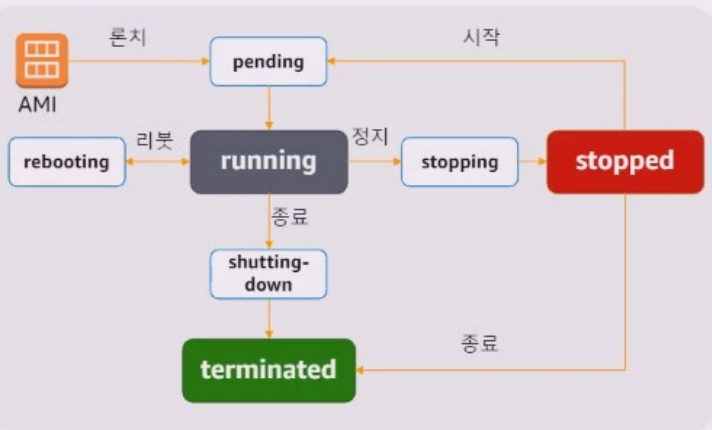 론치
시작
pending
AMI
리붓
정지
rebooting
running
stopping
stopped
종료
shutting-
down
종료
terminated